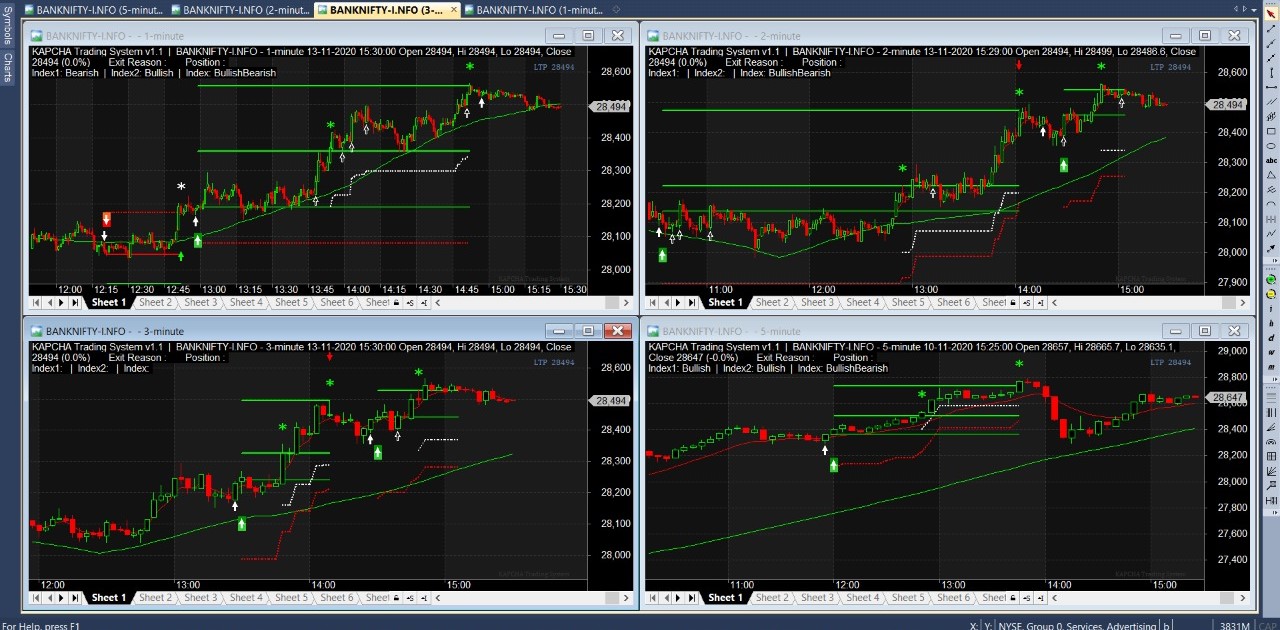 BANKNIFTY-I.NFO (5-minut...
BANKNIFTY-I.NFO (2-minut...
BANKNIFTY-I.NFO (3-...
BANKNIFTY-I.NFO (1-minut...
Symbols
Charts
BANKNIFTY-I.NFO - - 1-minute
KAPCHA Trading System v1.1 | BANKNIFTY-I.NFO - 1-minute 13-11-2020 15:30:00 Open 28494, Hi 28494, Lo 28494, Close
28494 (0.0%) Exit Reason : Position :
Index1: Bearish | Index2: Bullish | Index: BullishBearish
LTP 28494
28,600
28,494
28,400
28,300
28,200
28,100
28,000
12:00 12:15 12:30 12:45 13:00 13:15 13:30 13:45 14:00 14:15 14:30 14:45 15:00 15:15 15:30
KAPCHA Trading System
Sheet 1 Sheet 2 Sheet 3 Sheet 4 Sheet 5 Sheet 6 Sheet
BANKNIFTY-I.NFO - - 2-minute
KAPCHA Trading System v1.1 | BANKNIFTY-I.NFO - 2-minute 13-11-2020 15:29:00 Open 28494, Hi 28499, Lo 28486.6, Close
28494 (0.0%) Exit Reason : Position :
Index1: | Index2: Bullish | Index: BullishBearish
LTP 28494
28,600
28,494
28,400
28,300
28,200
28,100
28,000
27,900
11:00 12:00 13:00 14:00 15:00
KAPCHA Trading System
Sheet 1 Sheet 2 Sheet 3 Sheet 4 Sheet 5 Sheet 6 Sheet
BANKNIFTY-I.NFO - - 3-minute
KAPCHA Trading System v1.1 | BANKNIFTY-I.NFO - 3-minute 13-11-2020 15:30:00 Open 28494, Hi 28494, Lo 28494, Close
28494 (0.0%) Exit Reason : Position :
Index1: | Index2: | Index:
LTP 28494
28,494
28,400
28,300
28,200
28,100
28,000
12:00 13:00 14:00 15:00
KAPCHA Trading System
Sheet 1 Sheet 2 Sheet 3 Sheet 4 Sheet 5 Sheet 6 Sheet
BANKNIFTY-I.NFO - - 5-minute
KAPCHA Trading System v1.1 | BANKNIFTY-I.NFO - 5-minute 10-11-2020 15:25:00 Open 28657, Hi 28665.7, Lo 28635.1,
Close 28647 (-0.0%) Exit Reason : Position :
Index1: Bullish | Index2: Bullish | Index: BullishBearish
LTP 28494
29,000
28,800
28,647
28,600
28,400
28,200
28,000
27,800
27,600
27,400
11:00 12:00 13:00 14:00 15:00
KAPCHA Trading System
Sheet 1 Sheet 2 Sheet 3 Sheet 4 Sheet 5 Sheet 6 Sheet
abc
i
h
d
w
m
For Help, press F1
X: Y: NYSE, Group 0, Services, Advertising b 3831M CAP